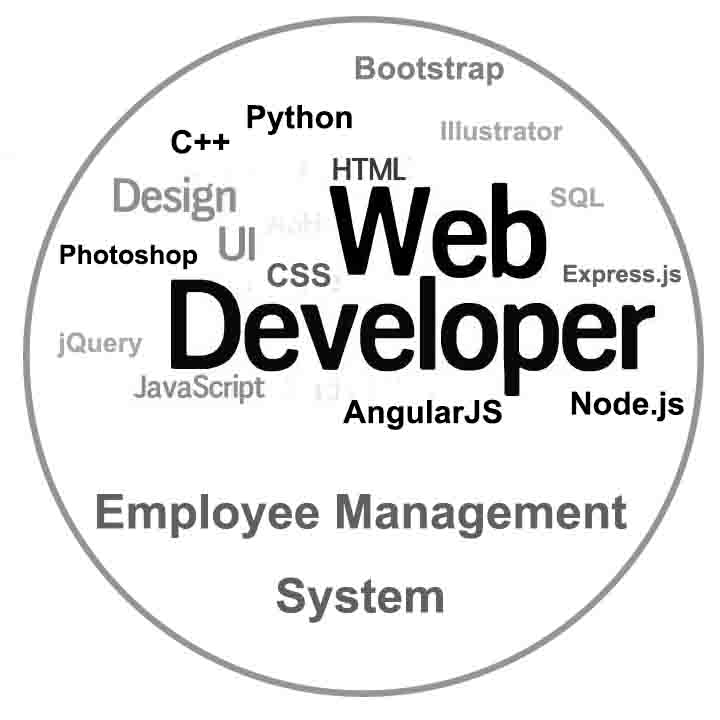 Bootstrap
Python
Illustrator
C++
HTML
Design
SQL
Web
UI
Photoshop
CSS
Express.js
Developer
jQuery
JavaScript
AngularJS
Node.js
Employee Management
System